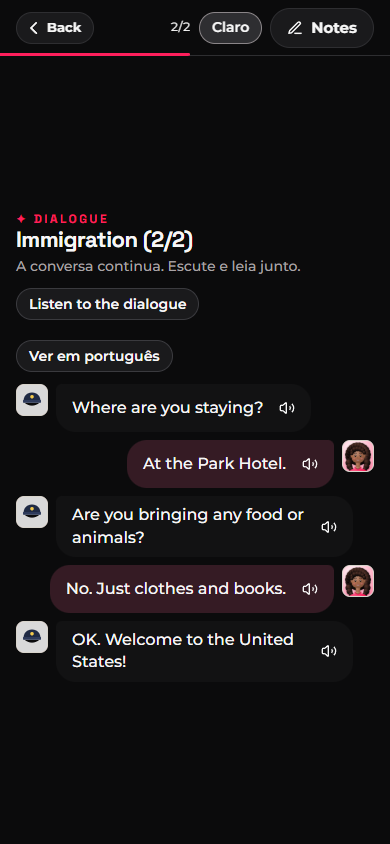 Back
2/2
Claro
Notes
DIALOGUE
Immigration (2/2)
A conversa continua. Escute e leia junto.
Listen to the dialogue
Ver em português
Where are you staying?
At the Park Hotel.
Are you bringing any food or
animals?
No. Just clothes and books.
OK. Welcome to the United
States!